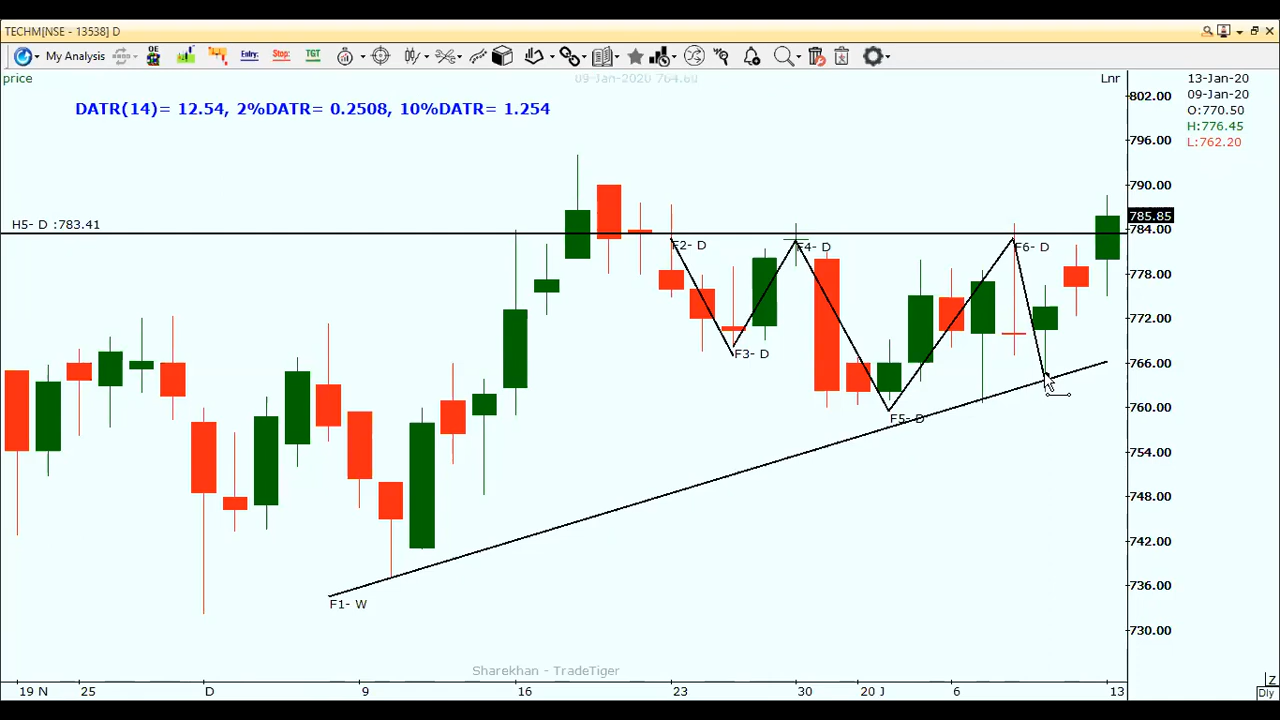 TECHM[NSE - 13538] D
My Analysis
OE
Entry:
Stop:
TGT
price
09-Jan-2020 764.60
Lnr
13-Jan-20
09-Jan-20
O:770.50
H:776.45
L:762.20
DATR(14)= 12.54, 2%DATR= 0.2508, 10%DATR= 1.254
802.00
796.00
790.00
785.85
784.00
778.00
772.00
766.00
760.00
754.00
748.00
742.00
736.00
730.00
H5- D :783.41
F2- D
F4- D
F6- D
F3- D
F5- D
F1- W
Sharekhan - TradeTiger
19 N
25
D
9
16
23
30
20 J
6
13
Z
Dly